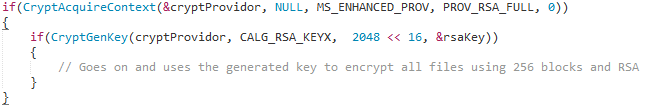 if(CryptAcquireContext(&cryptProvidor, NULL, MS_ENHANCED_PROV, PROV_RSA_FULL, 0))
{
    if(CryptGenKey(cryptProvidor, CALG_RSA_KEYX,  2048 << 16, &rsaKey))
    {
        // Goes on and uses the generated key to encrypt all files using 256 blocks and RSA
    }
}